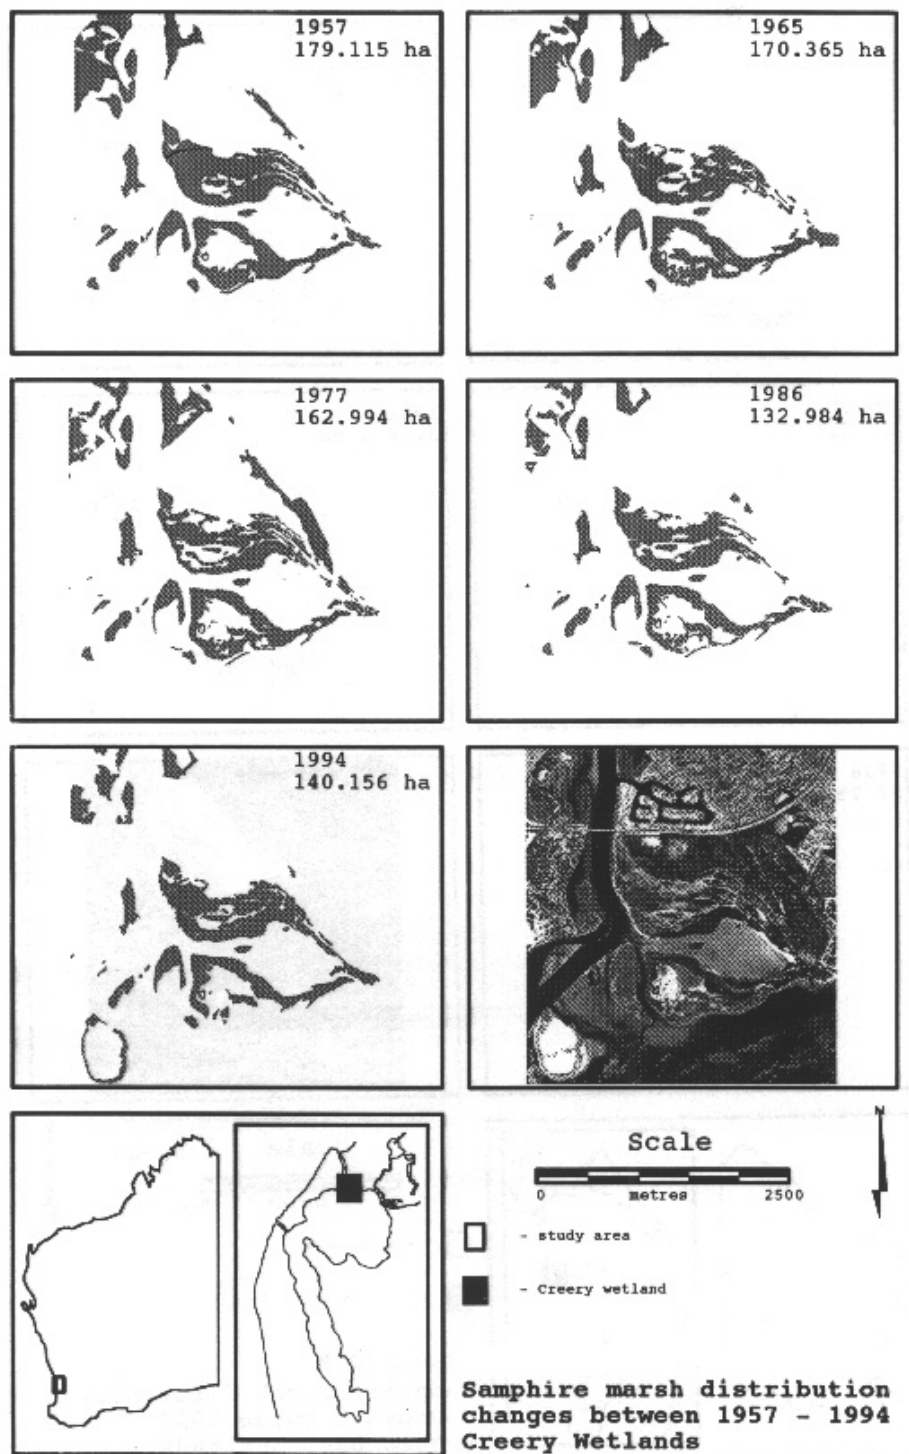 1957
179.115 ha
1965
170.365 ha
1977
162.994 ha
1986
132.984 ha
1994
140.156 ha
N
Scale
0 metres 2500
- study area
- Creery wetland
Samphire marsh distribution
changes between 1957 - 1994
Creery Wetlands